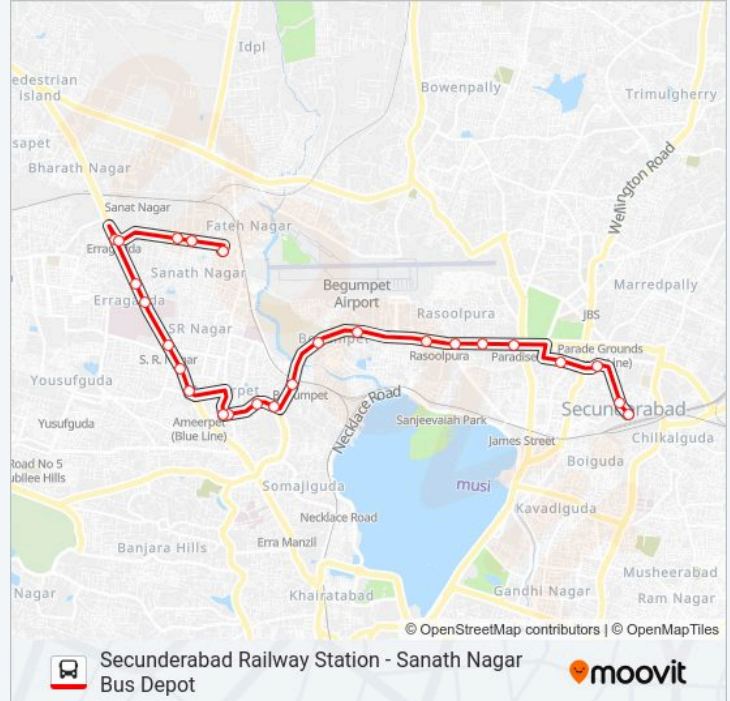 Idpl
edestrian
island
Bowenpally
Trimulgherry
sapet
Bharath Nagar
Wellington Road
Sanat Nagar
Fateh Nagar
Erragadda
Sanath Nagar
Begumpet
Airport
Marredpally
Erragadda
Rasoolpura
JBS
SR Nagar
Begumpet
Rasoolpura
Paradise
Parade Grounds
S. R. Nagar
Yousufguda
Begumpet
Necklace Road
Secunderabad
Yusufguda
Ameerpet
(Blue Line)
Sanjeevaiah Park
James Street
Chilkalguda
Road No 5
ubilee Hills
Boiguda
Somajiguda
musi
Kavadiguda
Necklace Road
Banjara Hills
Erra Manzil
Musheerabad
Nagar
Khairatabad
Gandhi Nagar
Ram Nagar
© OpenStreetMap contributors | © OpenMapTiles
Secunderabad Railway Station - Sanath Nagar
Bus Depot
moovit